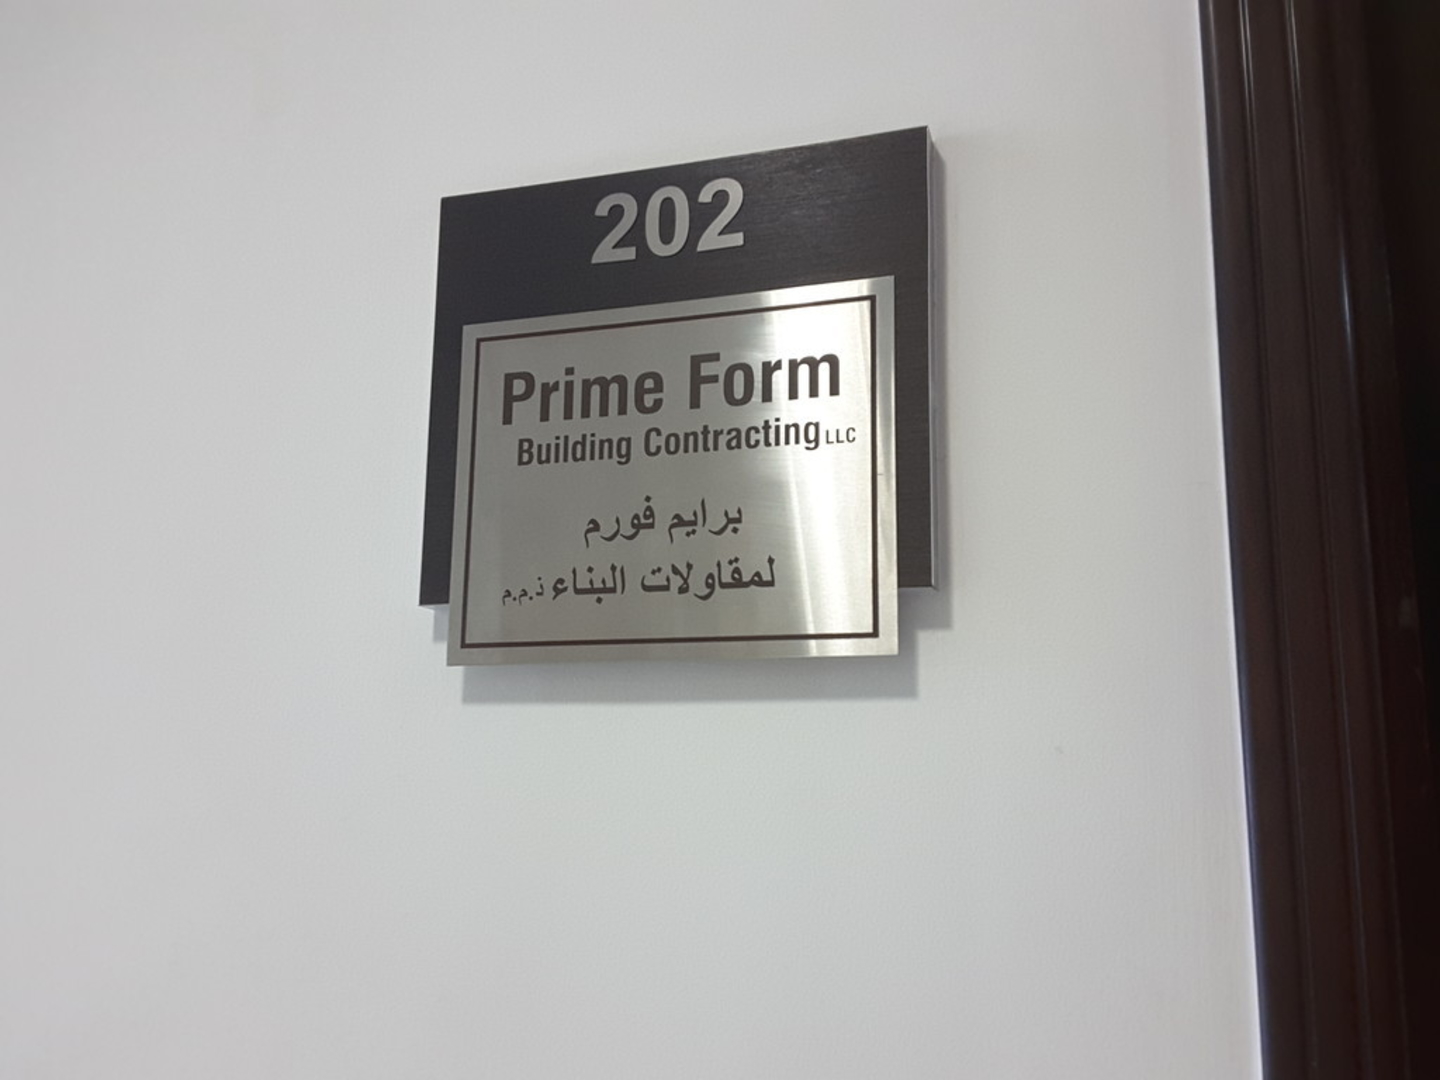 202
Prime Form
Building Contracting LLC
برايم فورم
لمقاولات البناء ذ.م.م